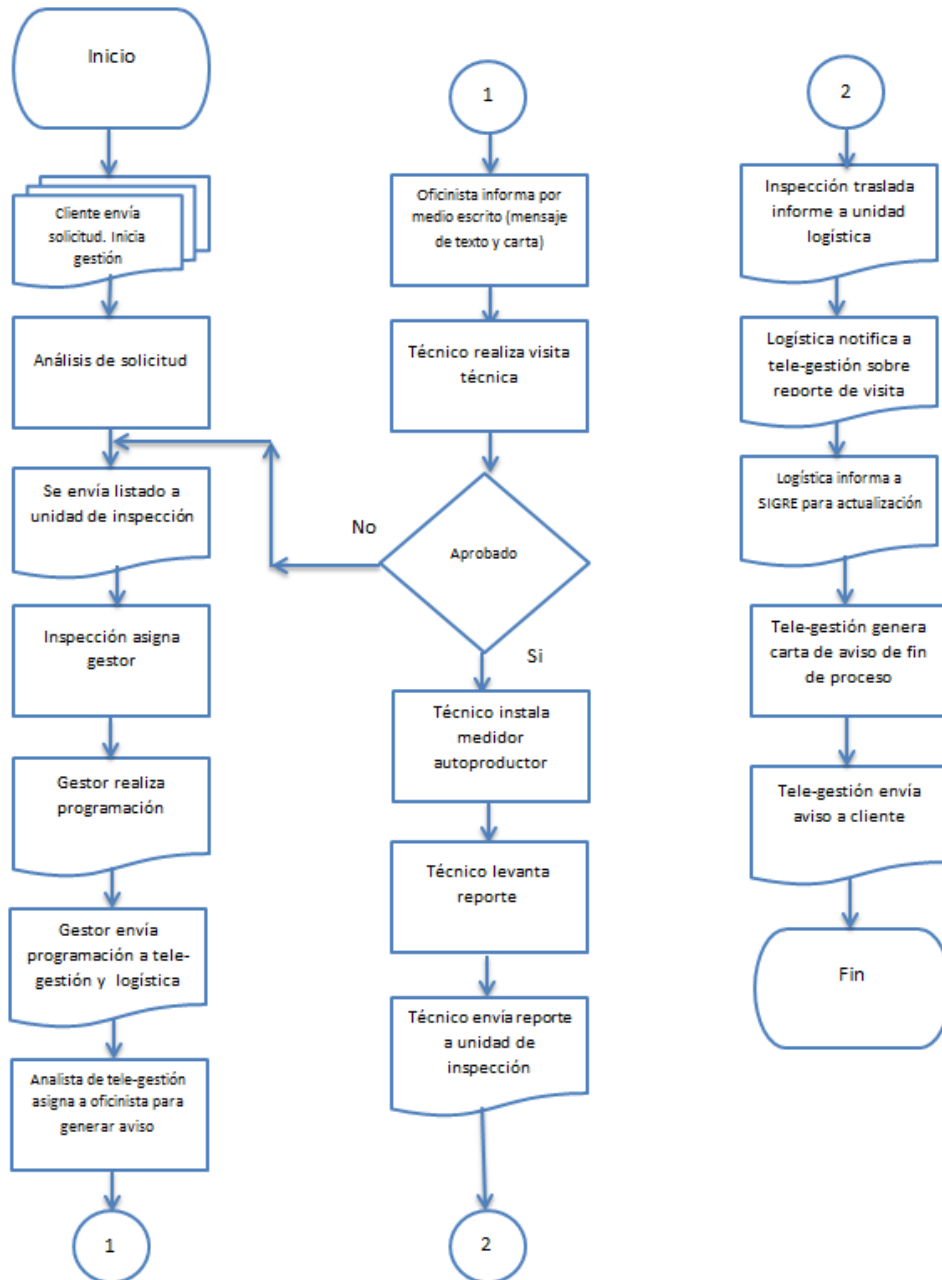 Inicio
Cliente envía
solicitud. Inicia
gestión
Análisis de solicitud
Se envía listado a
unidad de inspección
Inspección asigna
gestor
Gestor realiza
programación
Gestor envía
programación a tele-
gestión y logística
Analista de tele-gestión
asigna a oficinista para
generar aviso
1
1
Oficinista informa por
medio escrito (mensaje
de texto y carta)
Técnico realiza visita
técnica
Aprobado
No
Si
Técnico instala
medidor
autoproductor
Técnico levanta
reporte
Técnico envía reporte
a unidad de
inspección
2
2
Inspección traslada
informe a unidad
logística
Logística notifica a
tele-gestión sobre
reporte de visita
Logística informa a
SIGRE para actualización
Tele-gestión genera
carta de aviso de fin
de proceso
Tele-gestión envía
aviso a cliente
Fin